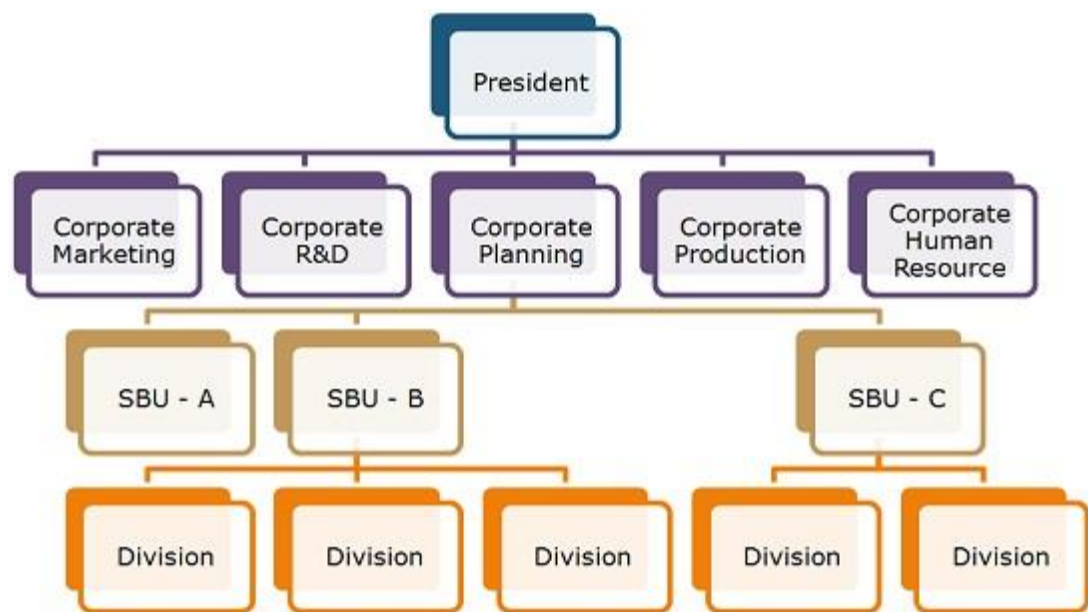 President
Corporate
Marketing
Corporate
R&D
Corporate
Planning
Corporate
Production
Corporate
Human
Resource
SBU - A
SBU - B
SBU - C
Division
Division
Division
Division
Division